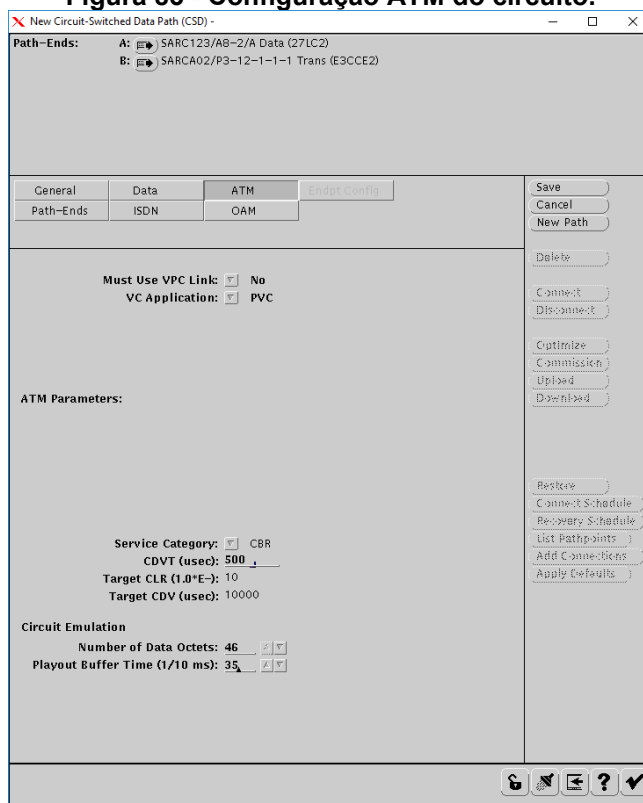 Figura 35 - Configuração ATM do circuito.
New Circuit-Switched Data Path (CSD) -
Path-Ends: A: SARC123/A8-2/A Data (27LC2)
B: SARCA02/P3-12-1-1-1 Trans (E3CCE2)
General Data ATM Endpt Config
Path-Ends ISDN OAM
Save
Cancel
New Path
Delete
Connect
Disconnect
Optimize
Commission
Upload
Download
Restore
Connect Schedule
Recovery Schedule
List Pathpoints
Add Connections
Apply Defaults
Must Use VPC Link: No
VC Application: PVC
ATM Parameters:
Service Category: CBR
CDVT (usec): 500
Target CLR (1.0*E-): 10
Target CDV (usec): 10000
Circuit Emulation
Number of Data Octets: 46
Playout Buffer Time (1/10 ms): 35
?